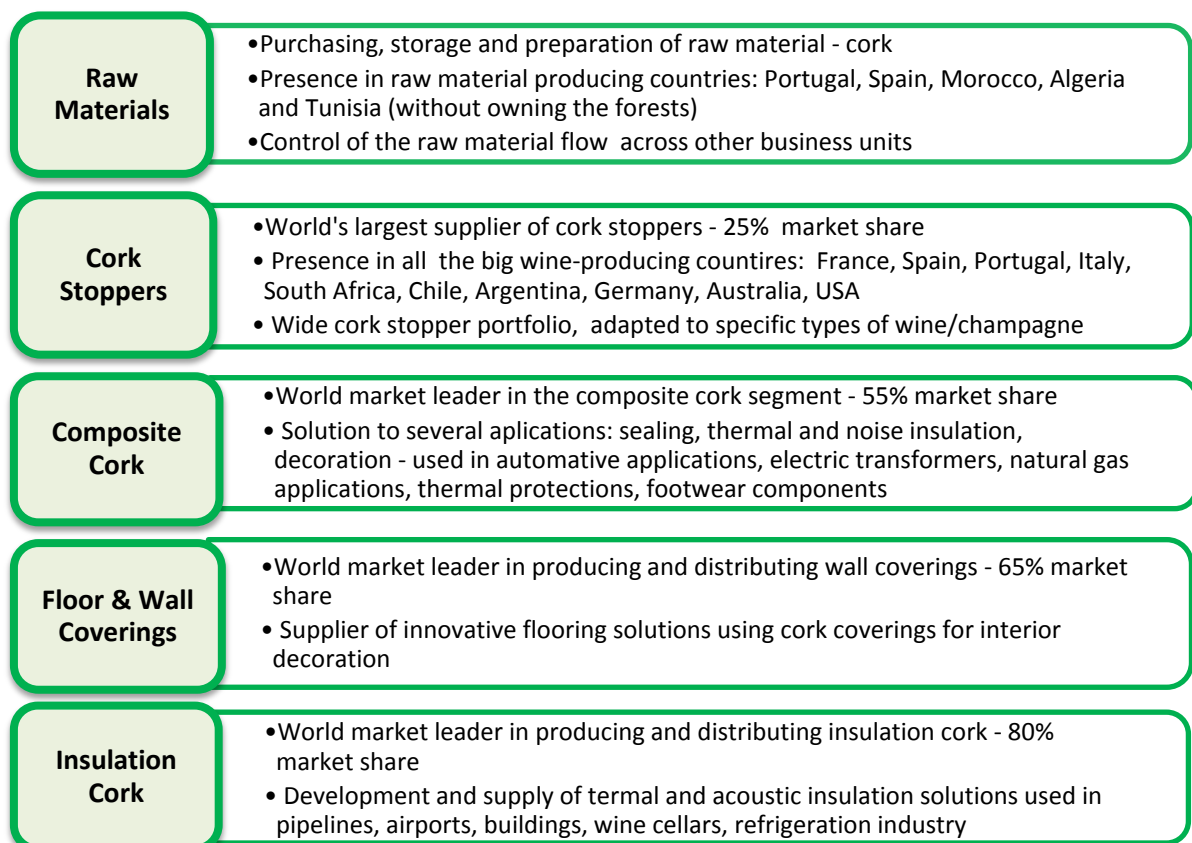 Raw
Materials
•Purchasing, storage and preparation of raw material - cork
•Presence in raw material producing countries: Portugal, Spain, Morocco, Algeria
and Tunisia (without owning the forests)
•Control of the raw material flow across other business units
Cork
Stoppers
•World's largest supplier of cork stoppers - 25% market share
• Presence in all the big wine-producing countires: France, Spain, Portugal, Italy,
South Africa, Chile, Argentina, Germany, Australia, USA
• Wide cork stopper portfolio, adapted to specific types of wine/champagne
Composite
Cork
•World market leader in the composite cork segment - 55% market share
• Solution to several aplications: sealing, thermal and noise insulation,
decoration - used in automative applications, electric transformers, natural gas
applications, thermal protections, footwear components
Floor & Wall
Coverings
•World market leader in producing and distributing wall coverings - 65% market
share
• Supplier of innovative flooring solutions using cork coverings for interior
decoration
Insulation
Cork
•World market leader in producing and distributing insulation cork - 80%
market share
• Development and supply of termal and acoustic insulation solutions used in
pipelines, airports, buildings, wine cellars, refrigeration industry